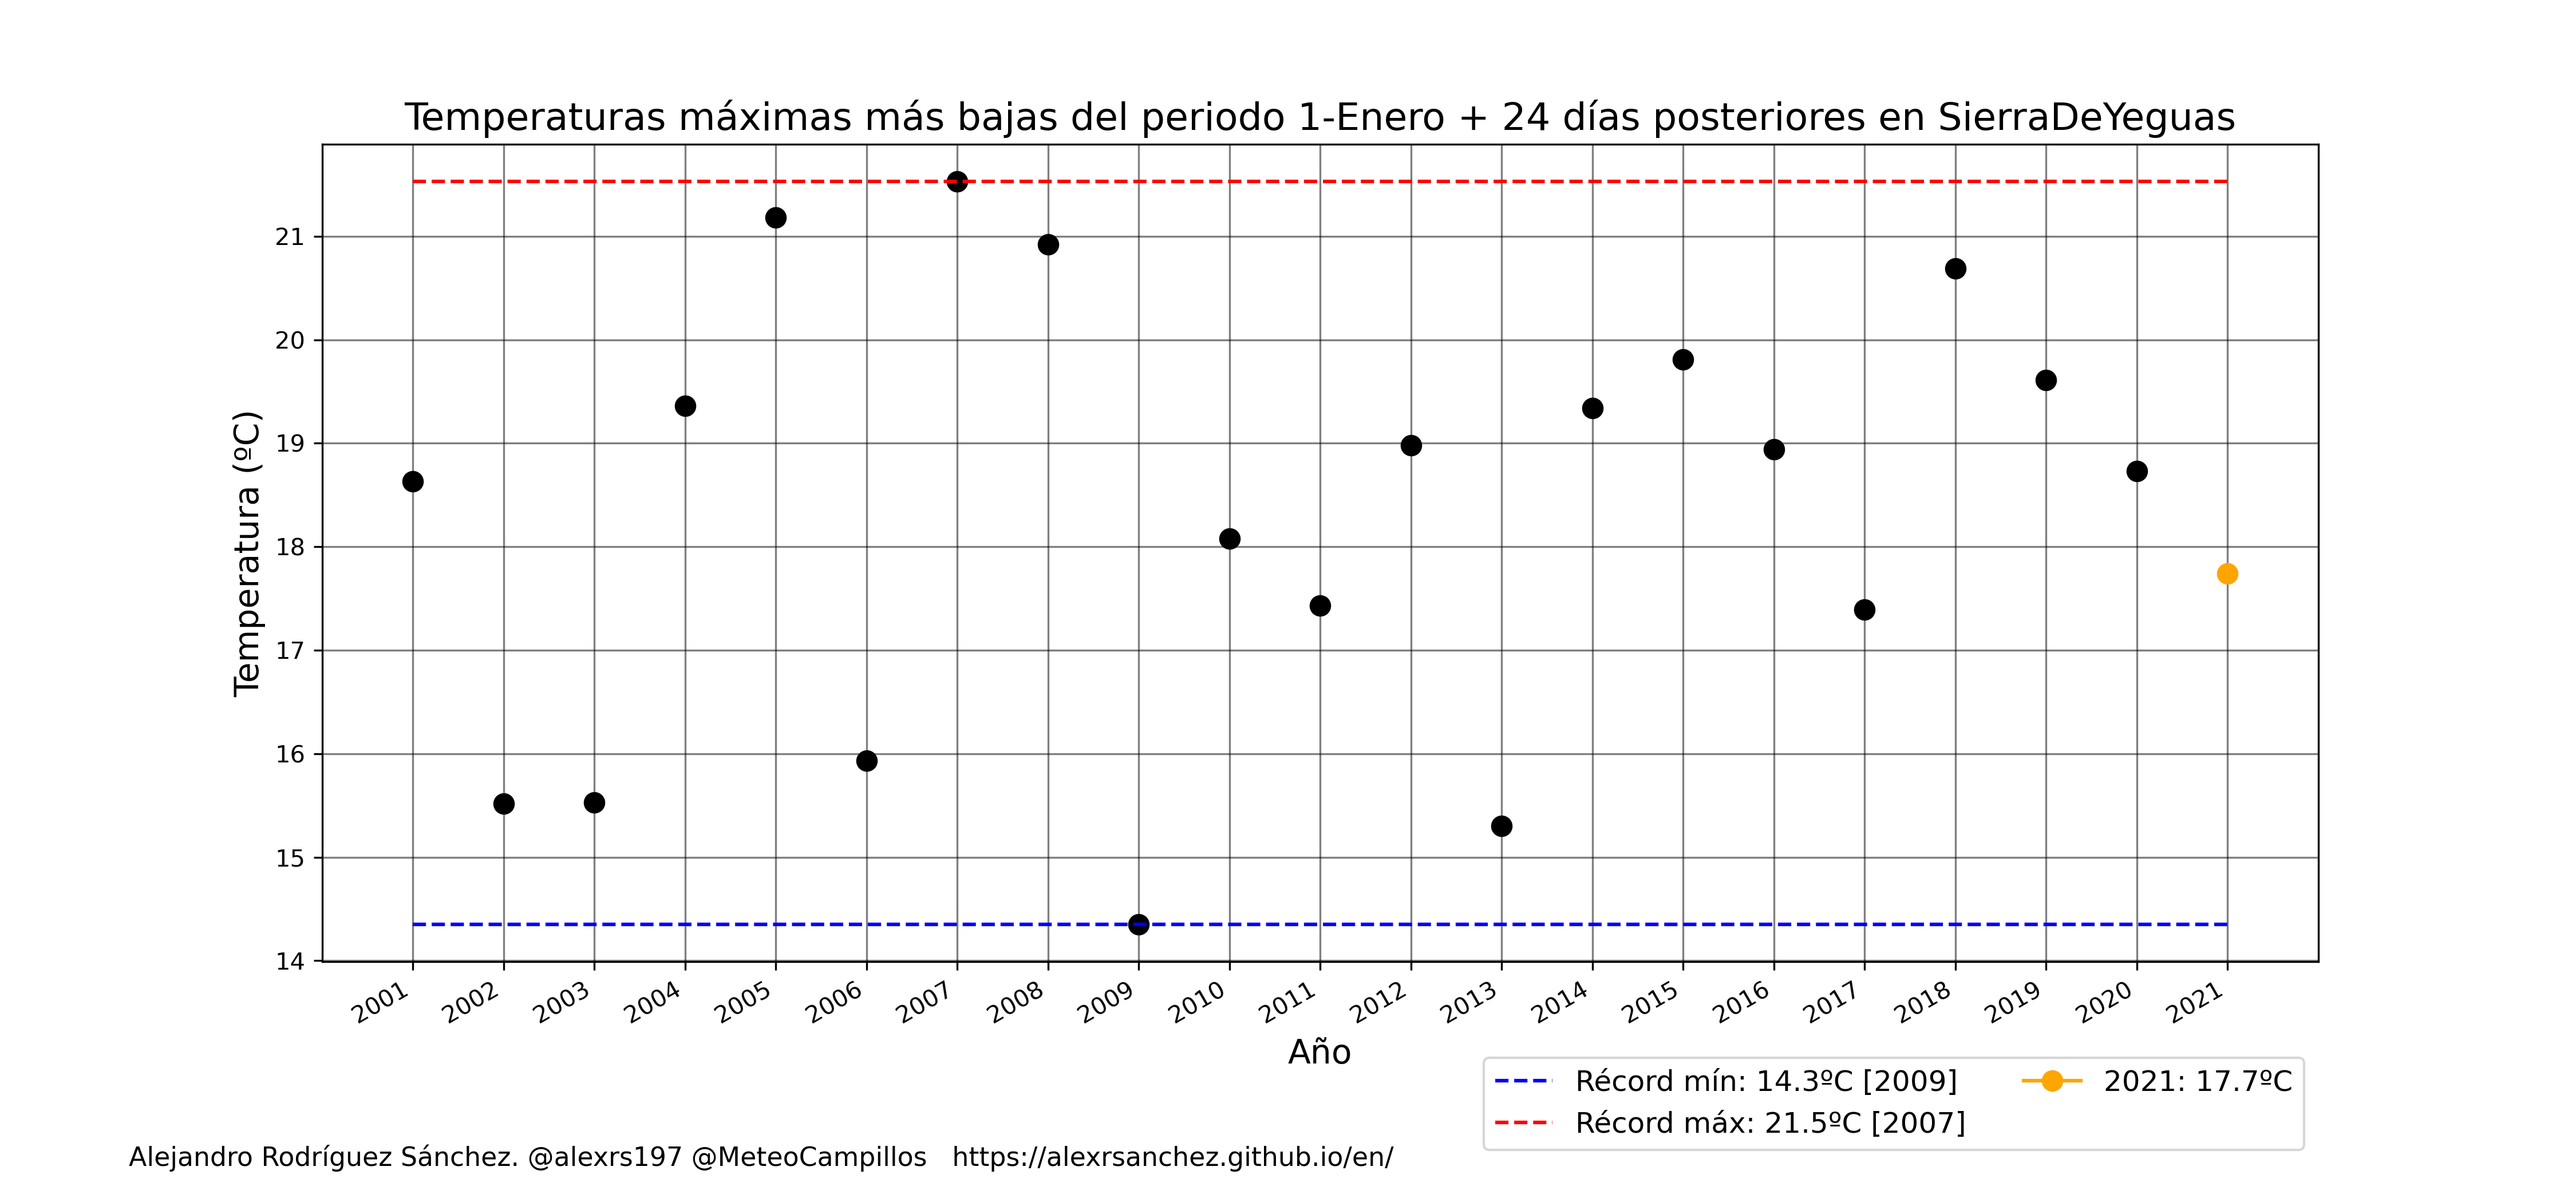 Temperaturas máximas más bajas del periodo 1-Enero + 24 días posteriores en SierraDeYeguas
Temperatura (ºC)
21
20
19
18
17
16
15
14
2001 2002 2003 2004 2005 2006 2007 2008 2009 2010 2011 2012 2013 2014 2015 2016 2017 2018 2019 2020 2021
Año
Récord mín: 14.3ºC [2009]
Récord máx: 21.5ºC [2007]
2021: 17.7ºC
Alejandro Rodríguez Sánchez. @alexrs197 @MeteoCampillos https://alexrsanchez.github.io/en/